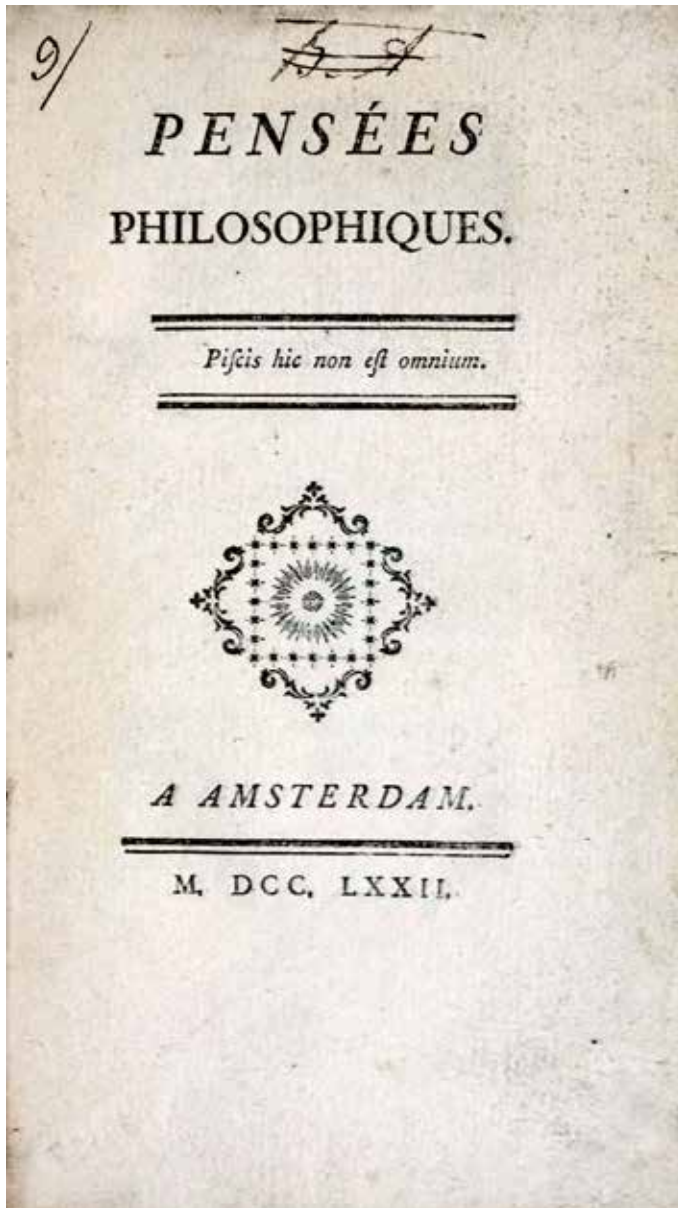 9/
PENSÉES
PHILOSOPHIQUES.
Piſcis hic non eſt omnium.
A AMSTERDAM.
M. DCC. LXXII.